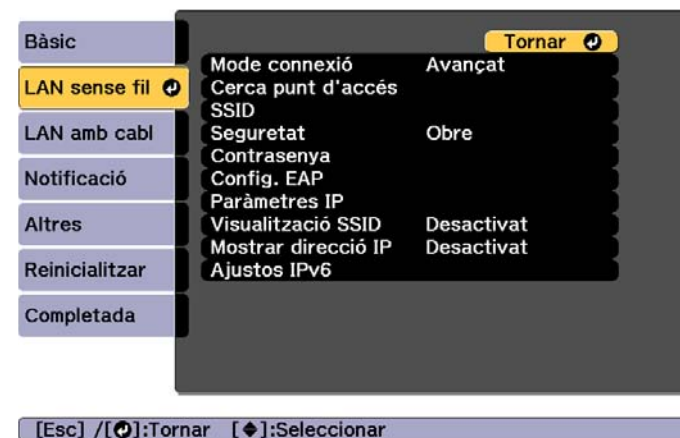 Bàsic
LAN sense fil
LAN amb cabl
Notificació
Altres
Reinicialitzar
Completada
Tornar
Mode connexió Avançat
Cerca punt d'accés
SSID
Seguretat Obre
Contrasenya
Config. EAP
Paràmetres IP
Visualització SSID Desactivat
Mostrar direcció IP Desactivat
Ajustos IPv6
[Esc] /[⏎]:Tornar [◆]:Seleccionar